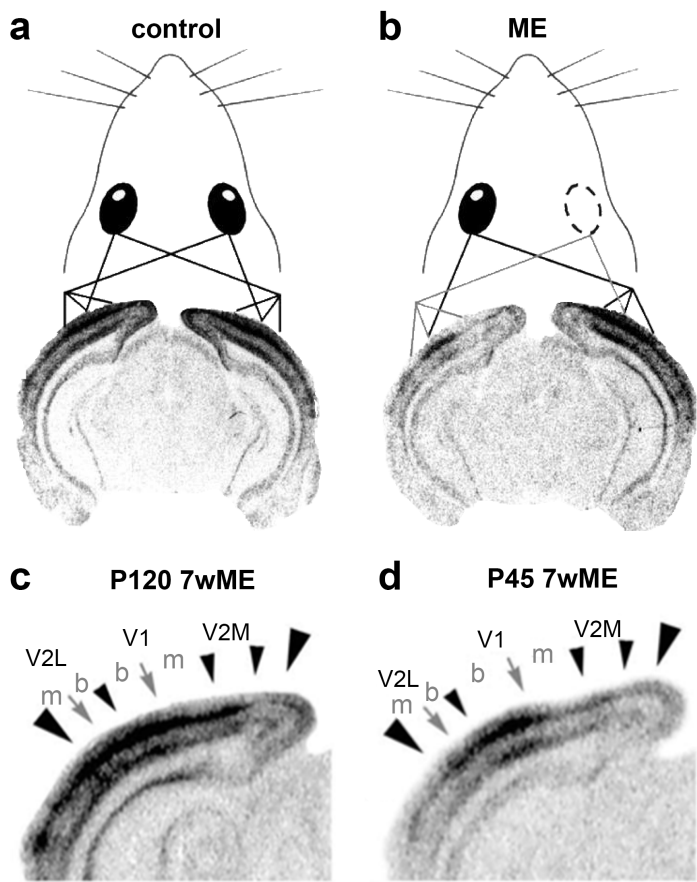 a control
b ME
c P120 7wME
V2L V1 V2M
m b b m
d P45 7wME
V2L V1 V2M
m b b m